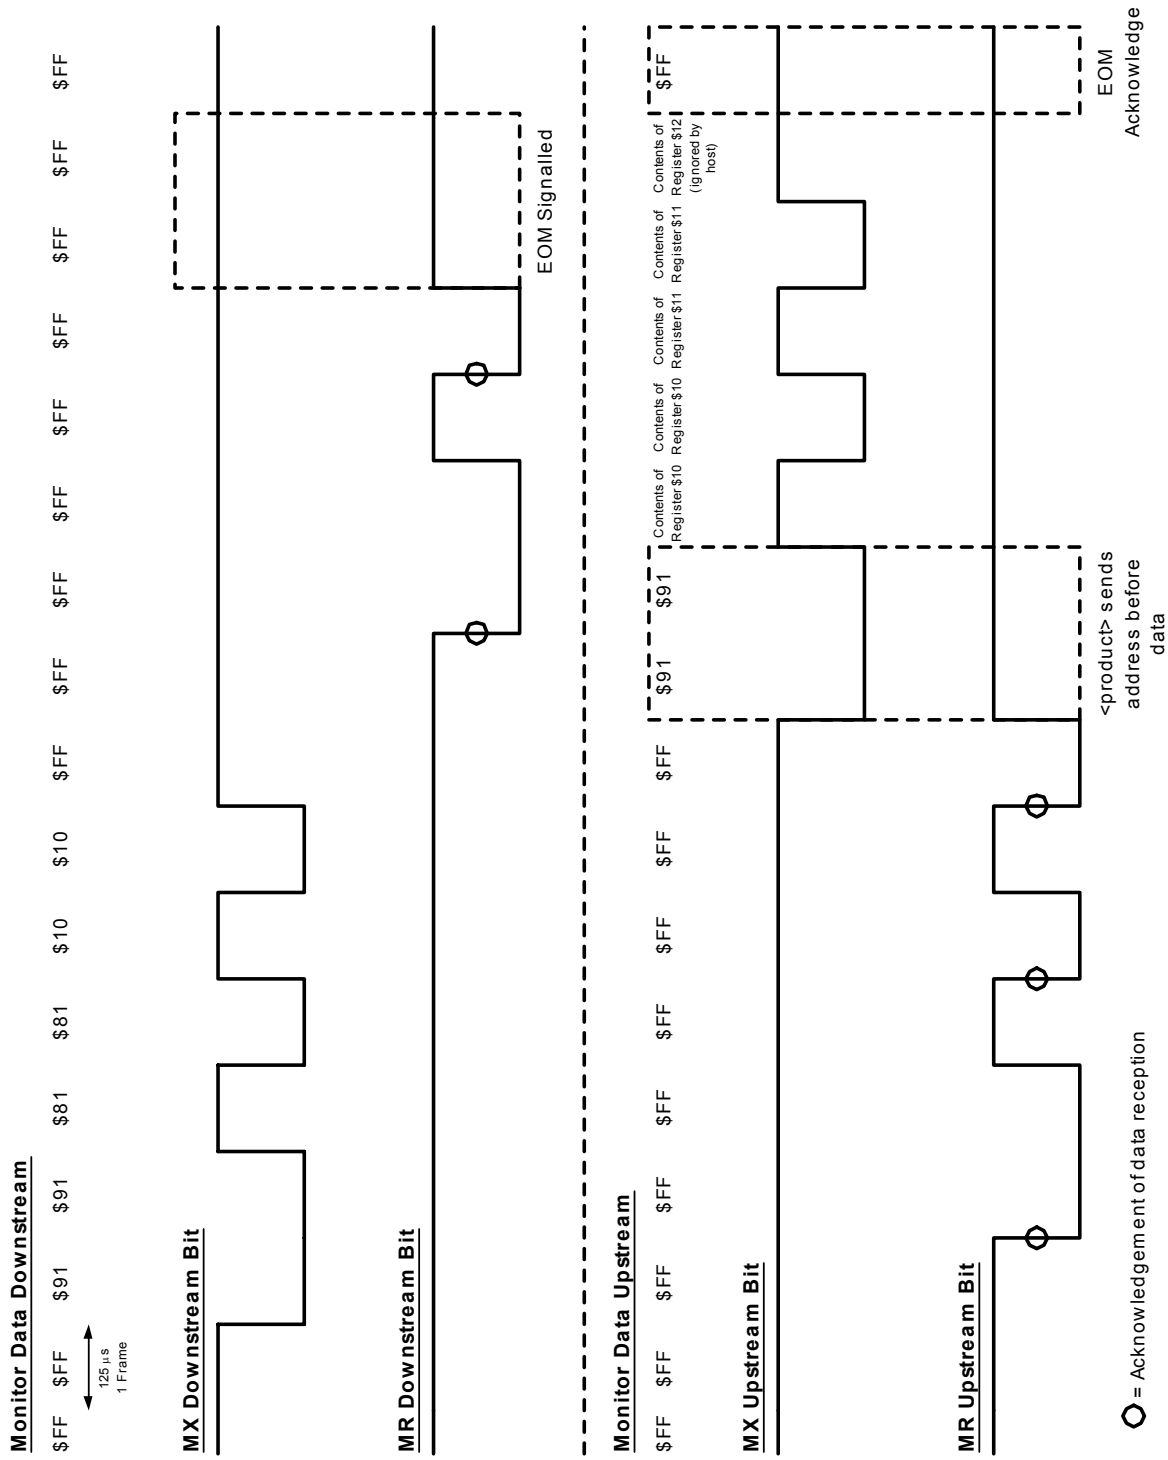 Monitor Data Downstream
$FF $FF $91 $91 $81 $81 $10 $10 $FF $FF $FF $FF $FF $FF $FF $FF $FF
125 µs
1 Frame
MX Downstream Bit
MR Downstream Bit
EOM Signalled
Monitor Data Upstream
$FF $FF $FF $FF $FF $FF $FF $FF $FF $91 $91
Contents of
Register $10
Contents of
Register $10
Contents of
Register $11
Contents of
Register $11
Contents of
Register $12
(ignored by
host)
$FF
MX Upstream Bit
MR Upstream Bit
<product> sends
address before
data
EOM
Acknowledge
= Acknowledgement of data reception